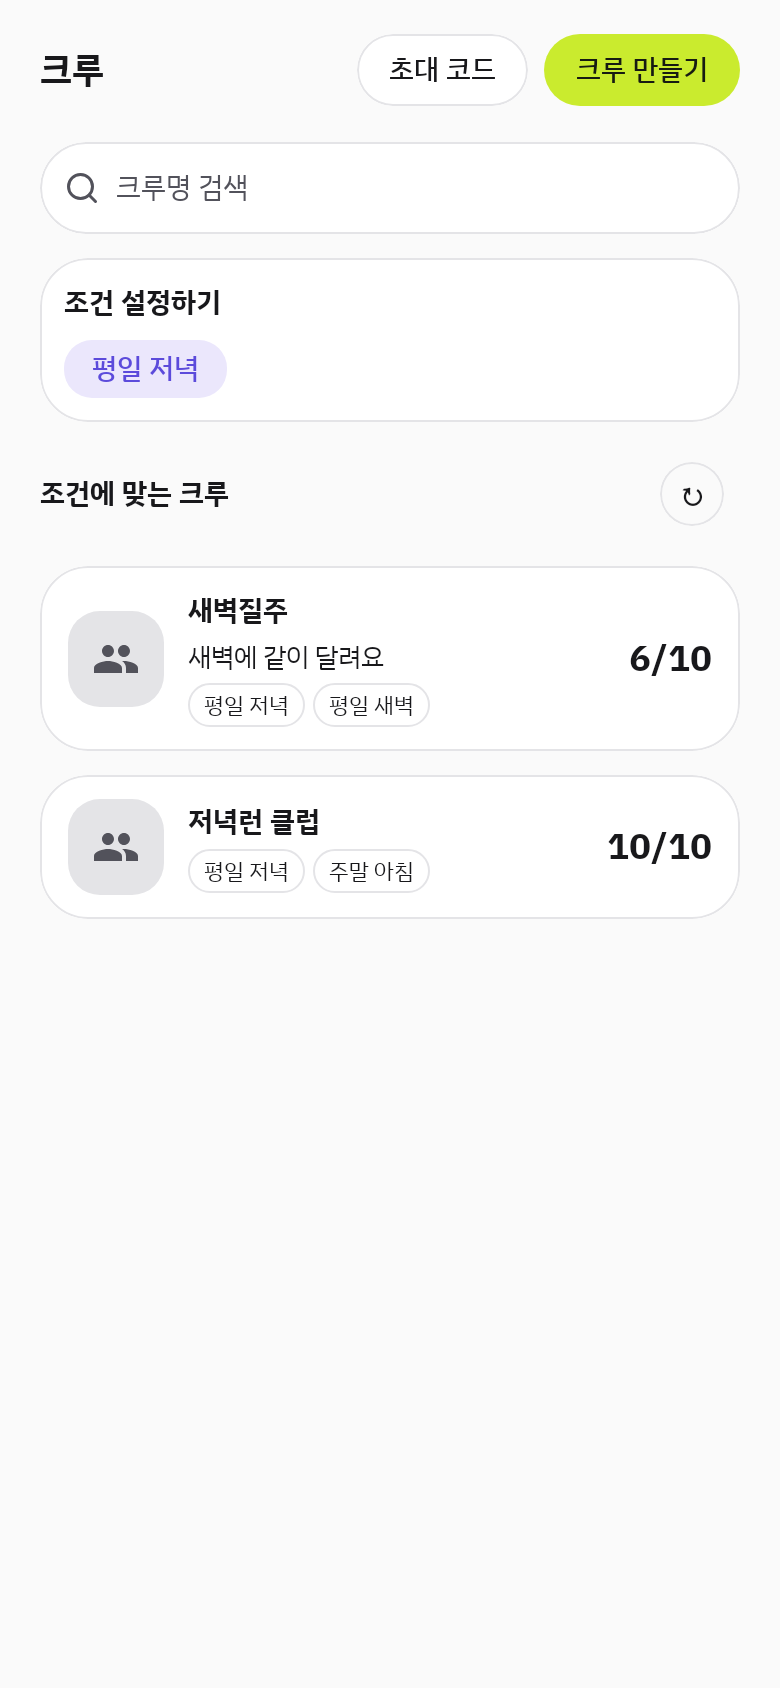 크루
초대 코드
크루 만들기
크루명 검색
조건 설정하기
평일 저녁
조건에 맞는 크루
↻
새벽질주
새벽에 같이 달려요
평일 저녁
평일 새벽
6/10
저녁런 클럽
평일 저녁
주말 아침
10/10